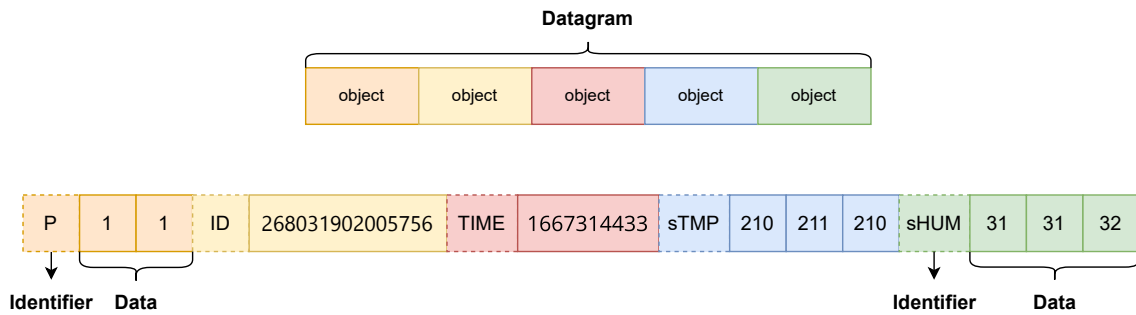 Datagram
object object object object object
P 1 1 ID 268031902005756 TIME 1667314433 sTMP 210 211 210 sHUM 31 31 32
Identifier Data Identifier Data